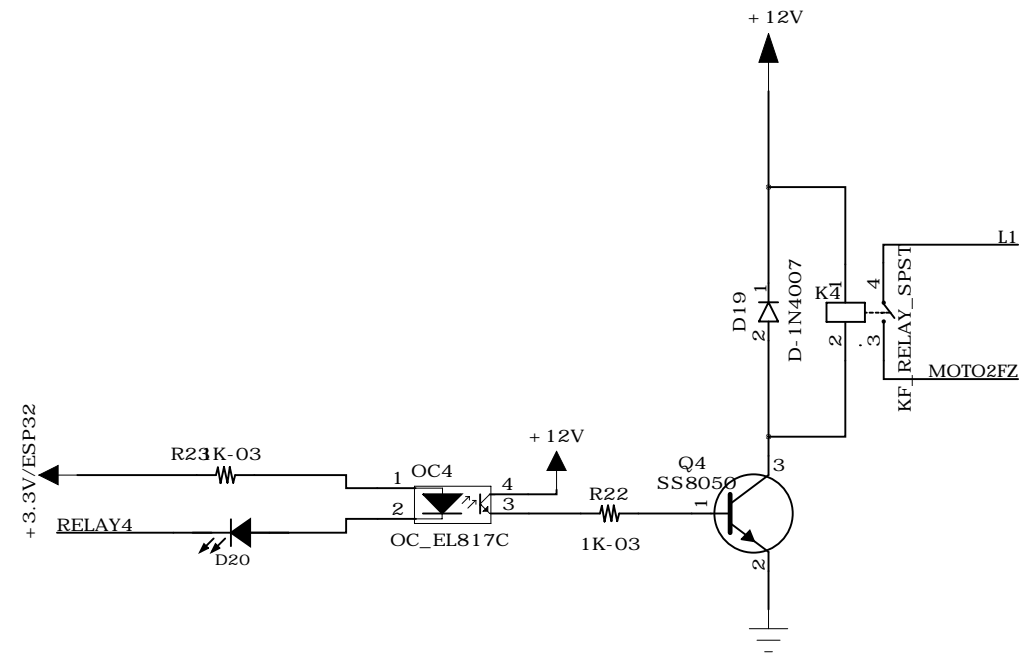 +12V
L1
1
4
D19
D-1N4007
K4
KF_RELAY_SPST
2
2
3
MOTO2FZ
+3.3V/ESP32
R23
1K-03
RELAY4
D20
1
OC4
2
OC_EL817C
4
3
+12V
R22
1K-03
Q4
SS8050
1
3
2
1